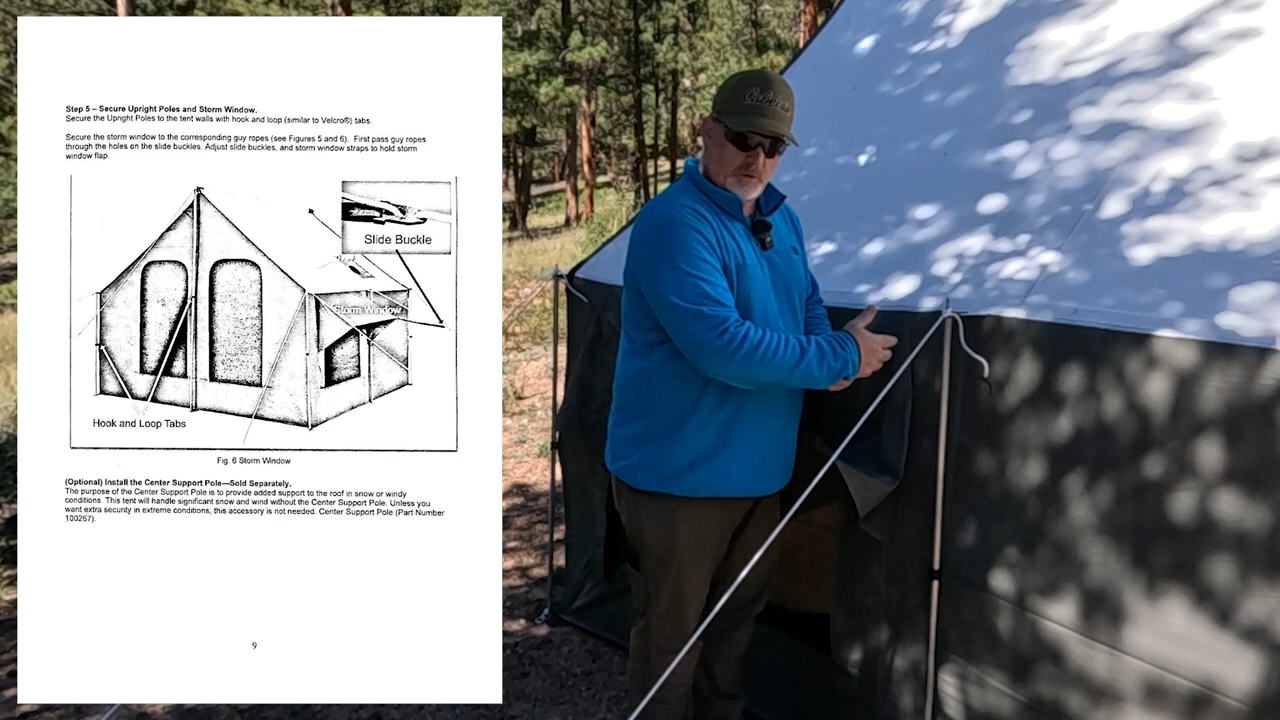 Step 5 – Secure Upright Poles and Storm Window.
Secure the Upright Poles to the tent walls with hook and loop (similar to Velcro®) tabs.
Secure the storm window to the corresponding guy ropes (see Figures 5 and 6). First pass guy ropes
through the holes on the slide buckles. Adjust slide buckles, and storm window straps to hold storm
window flap.
Slide Buckle
Storm Window
Hook and Loop Tabs
Fig. 6 Storm Window
(Optional) Install the Center Support Pole—Sold Separately.
The purpose of the Center Support Pole is to provide added support to the roof in snow or windy
conditions. This tent will handle significant snow and wind without the Center Support Pole. Unless you
want extra security in extreme conditions, this accessory is not needed. Center Support Pole (Part Number
100267).
9
Cabela's